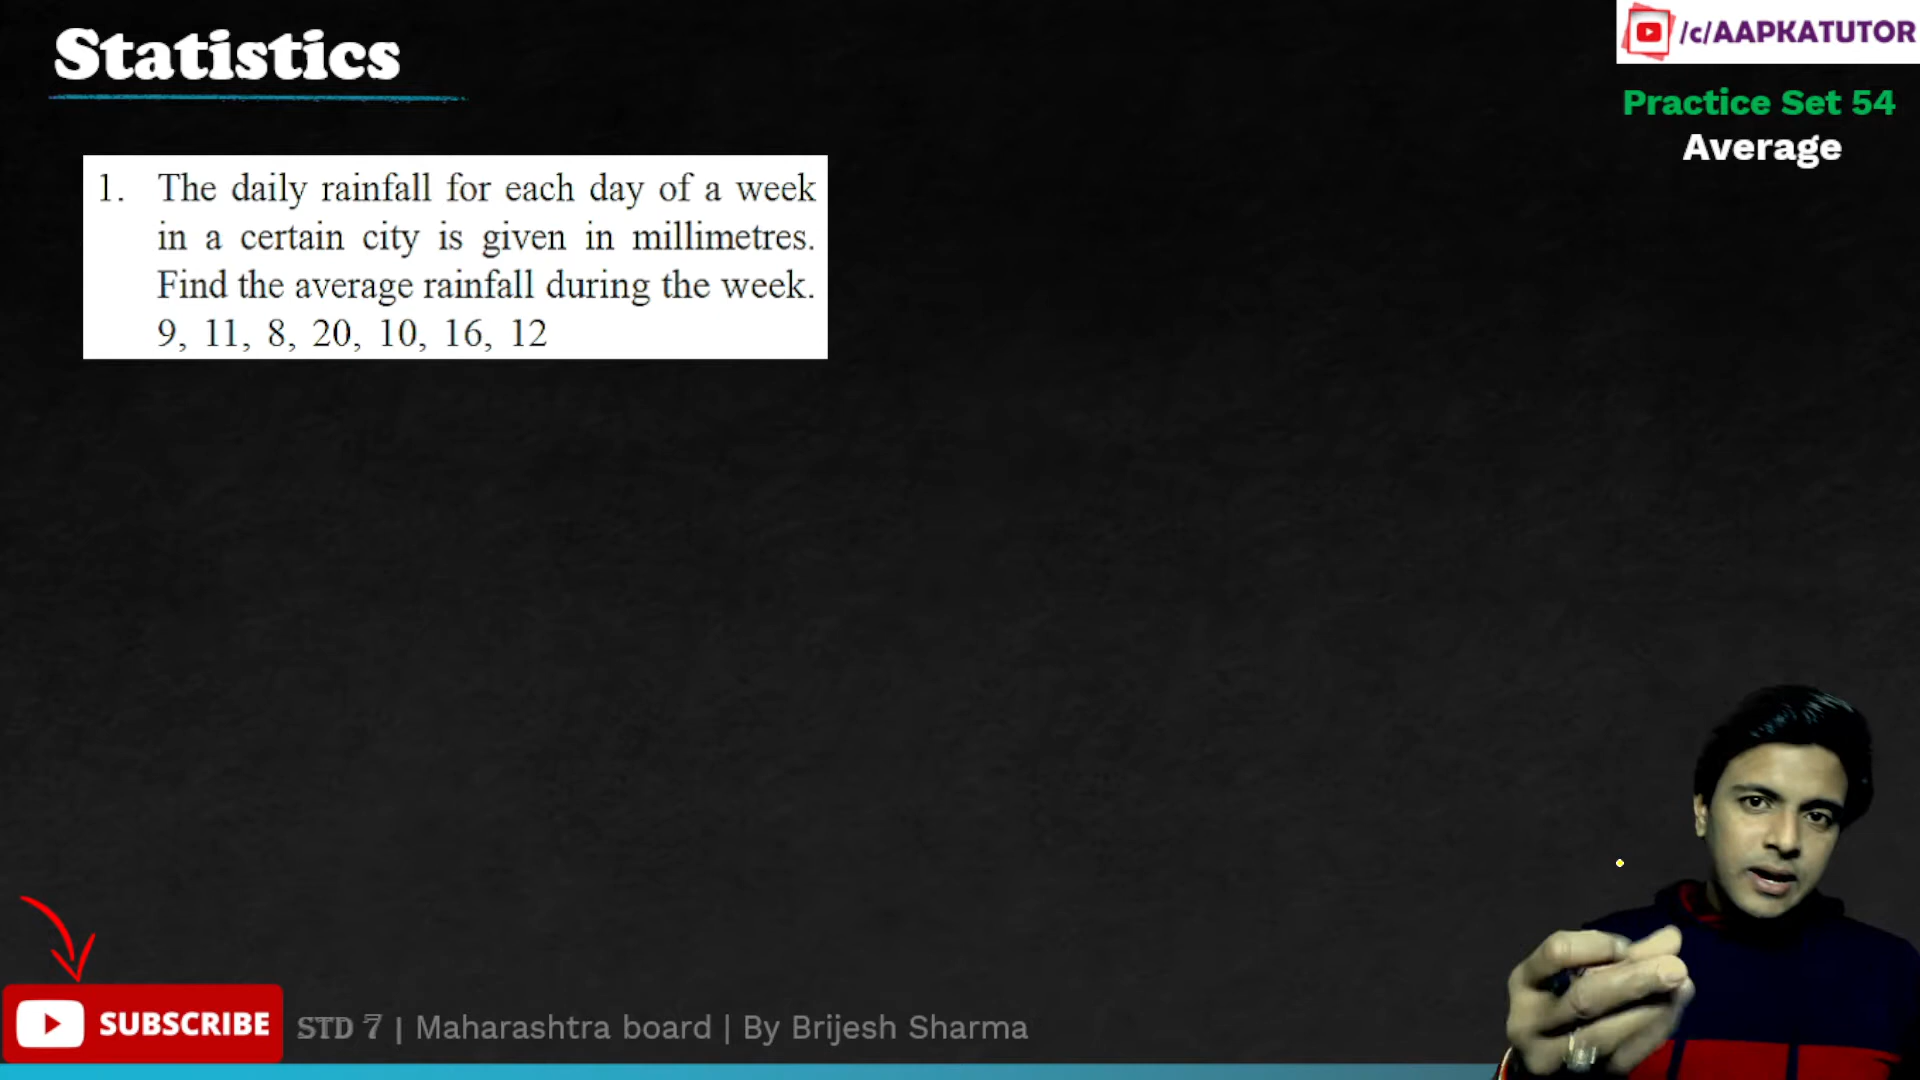 Statistics
/c/AAPKATUTOR
Practice Set 54
Average
1. The daily rainfall for each day of a week
in a certain city is given in millimetres.
Find the average rainfall during the week.
9, 11, 8, 20, 10, 16, 12
SUBSCRIBE
STD 7 | Maharashtra board | By Brijesh Sharma